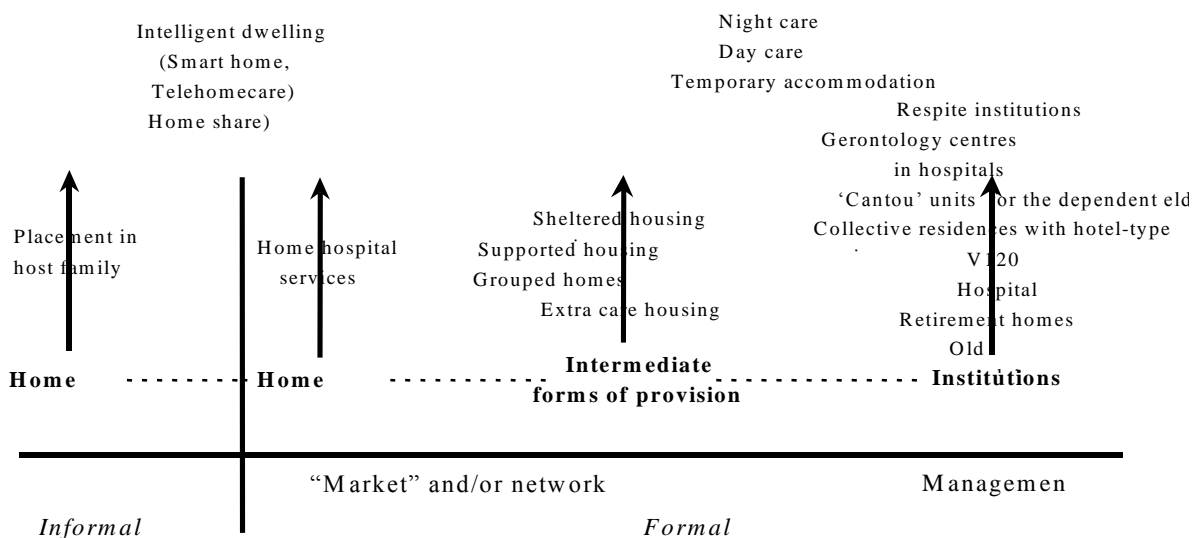 Intelligent dwelling
(Smart home,
Telehomecare)
Home share)
Night care
Day care
Temporary accommodation
Respite institutions
Gerontology centres
in hospitals
‘Cantou’ units for the dependent eld
Collective residences with hotel-type
V120
Hospital
Retirement homes
Old
Placement in
host family
Home hospital
services
Sheltered housing
Supported housing
Grouped homes
Extra care housing
Home
Home
Intermediate
forms of provision
Institutions
“Market” and/or network
Managemen
Informal
Formal